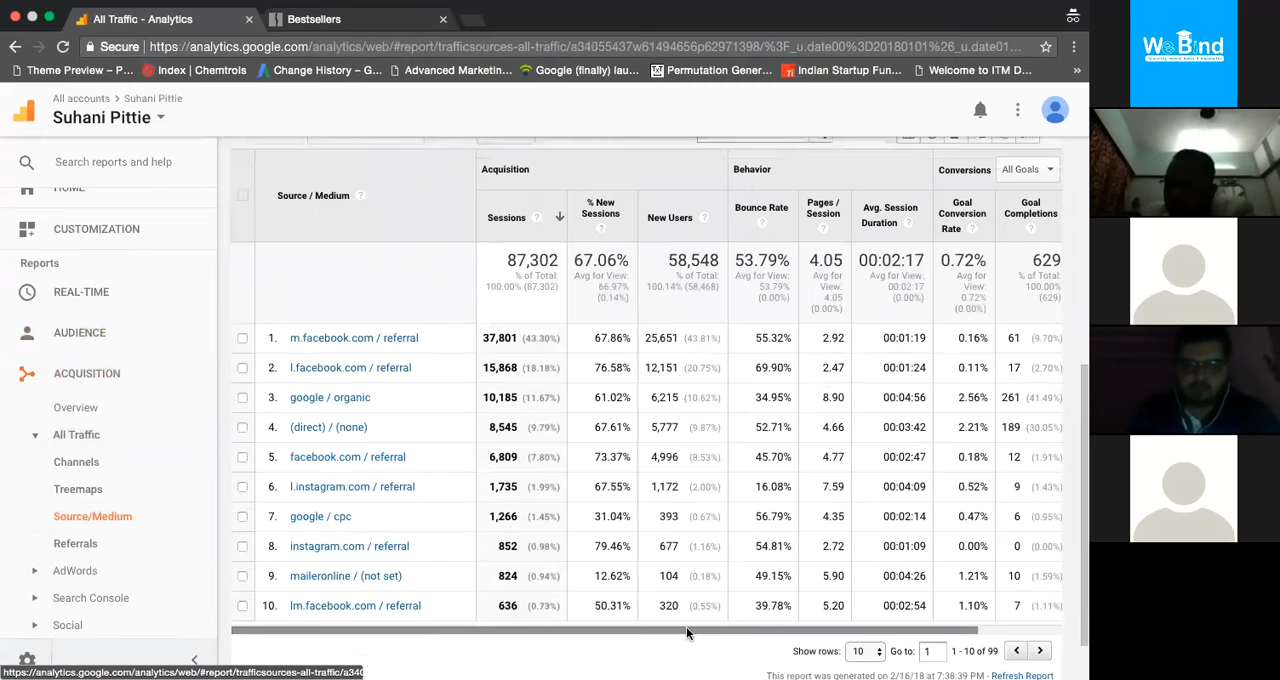 All Traffic - Analytics
Bestsellers
Secure
https://analytics.google.com/analytics/web/#report/trafficsources-all-traffic/a34055437w61494656p62971398/%3F_u.date00%3D20180101%26_u.date01...
Theme Preview – P...
Index | Chemtrols
Change History – G...
Advanced Marketin...
Google (finally) lau...
Permutation Gener...
Indian Startup Fun...
Welcome to ITM D...
»
All accounts > Suhani Pittie
Suhani Pittie
Search reports and help
HOME
CUSTOMIZATION
Reports
REAL-TIME
AUDIENCE
ACQUISITION
Overview
All Traffic
Channels
Treemaps
Source/Medium
Referrals
AdWords
Search Console
Social
Source / Medium
Acquisition
Behavior
Conversions
All Goals
Sessions
% New Sessions
New Users
Bounce Rate
Pages / Session
Avg. Session Duration
Goal Conversion Rate
Goal Completions
87,302
% of Total:
100.00% (87,302)
67.06%
Avg for View:
66.97%
(0.14%)
58,548
% of Total:
100.14% (58,468)
53.79%
Avg for View:
53.79%
(0.00%)
4.05
Avg for View:
4.05
(0.00%)
00:02:17
Avg for View:
00:02:17
(0.00%)
0.72%
Avg for View:
0.72%
(0.00%)
629
% of Total:
100.00%
(629)
1. m.facebook.com / referral 37,801 (43.30%) 67.86% 25,651 (43.81%) 55.32% 2.92 00:01:19 0.16% 61 (9.70%)
2. l.facebook.com / referral 15,868 (18.18%) 76.58% 12,151 (20.75%) 69.90% 2.47 00:01:24 0.11% 17 (2.70%)
3. google / organic 10,185 (11.67%) 61.02% 6,215 (10.62%) 34.95% 8.90 00:04:56 2.56% 261 (41.49%)
4. (direct) / (none) 8,545 (9.79%) 67.61% 5,777 (9.87%) 52.71% 4.66 00:03:42 2.21% 189 (30.05%)
5. facebook.com / referral 6,809 (7.80%) 73.37% 4,996 (8.53%) 45.70% 4.77 00:02:47 0.18% 12 (1.91%)
6. l.instagram.com / referral 1,735 (1.99%) 67.55% 1,172 (2.00%) 16.08% 7.59 00:04:09 0.52% 9 (1.43%)
7. google / cpc 1,266 (1.45%) 31.04% 393 (0.67%) 56.79% 4.35 00:02:14 0.47% 6 (0.95%)
8. instagram.com / referral 852 (0.98%) 79.46% 677 (1.16%) 54.81% 2.72 00:01:09 0.00% 0 (0.00%)
9. maileronline / (not set) 824 (0.94%) 12.62% 104 (0.18%) 49.15% 5.90 00:04:26 1.21% 10 (1.59%)
10. lm.facebook.com / referral 636 (0.73%) 50.31% 320 (0.55%) 39.78% 5.20 00:02:54 1.10% 7 (1.11%)
Show rows: 10 Go to: 1 1 - 10 of 99
This report was generated on 2/16/18 at 7:38:39 PM - Refresh Report
https://analytics.google.com/analytics/web/#report/trafficsources-all-traffic/a340
We Bind